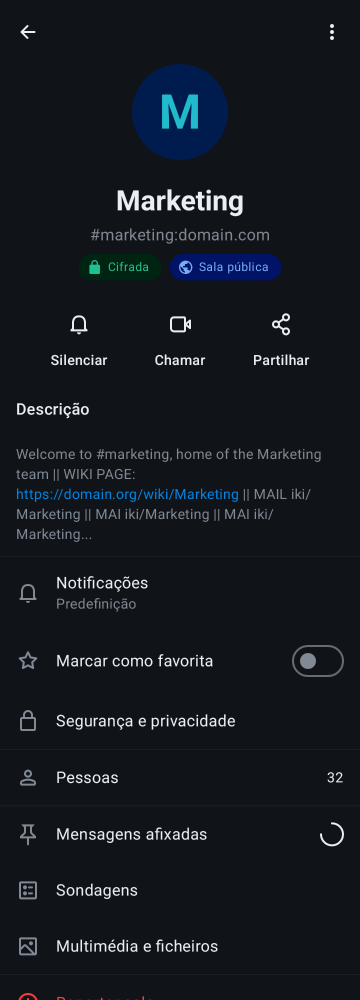 M
Marketing
#marketing:domain.com
Cifrada
Sala pública
Silenciar
Chamar
Partilhar
Descrição
Welcome to #marketing, home of the Marketing
team || WIKI PAGE:
https://domain.org/wiki/Marketing || MAIL iki/
Marketing || MAI iki/Marketing || MAI iki/
Marketing...
Notificações
Predefinição
Marcar como favorita
Segurança e privacidade
Pessoas
32
Mensagens afixadas
Sondagens
Multimédia e ficheiros